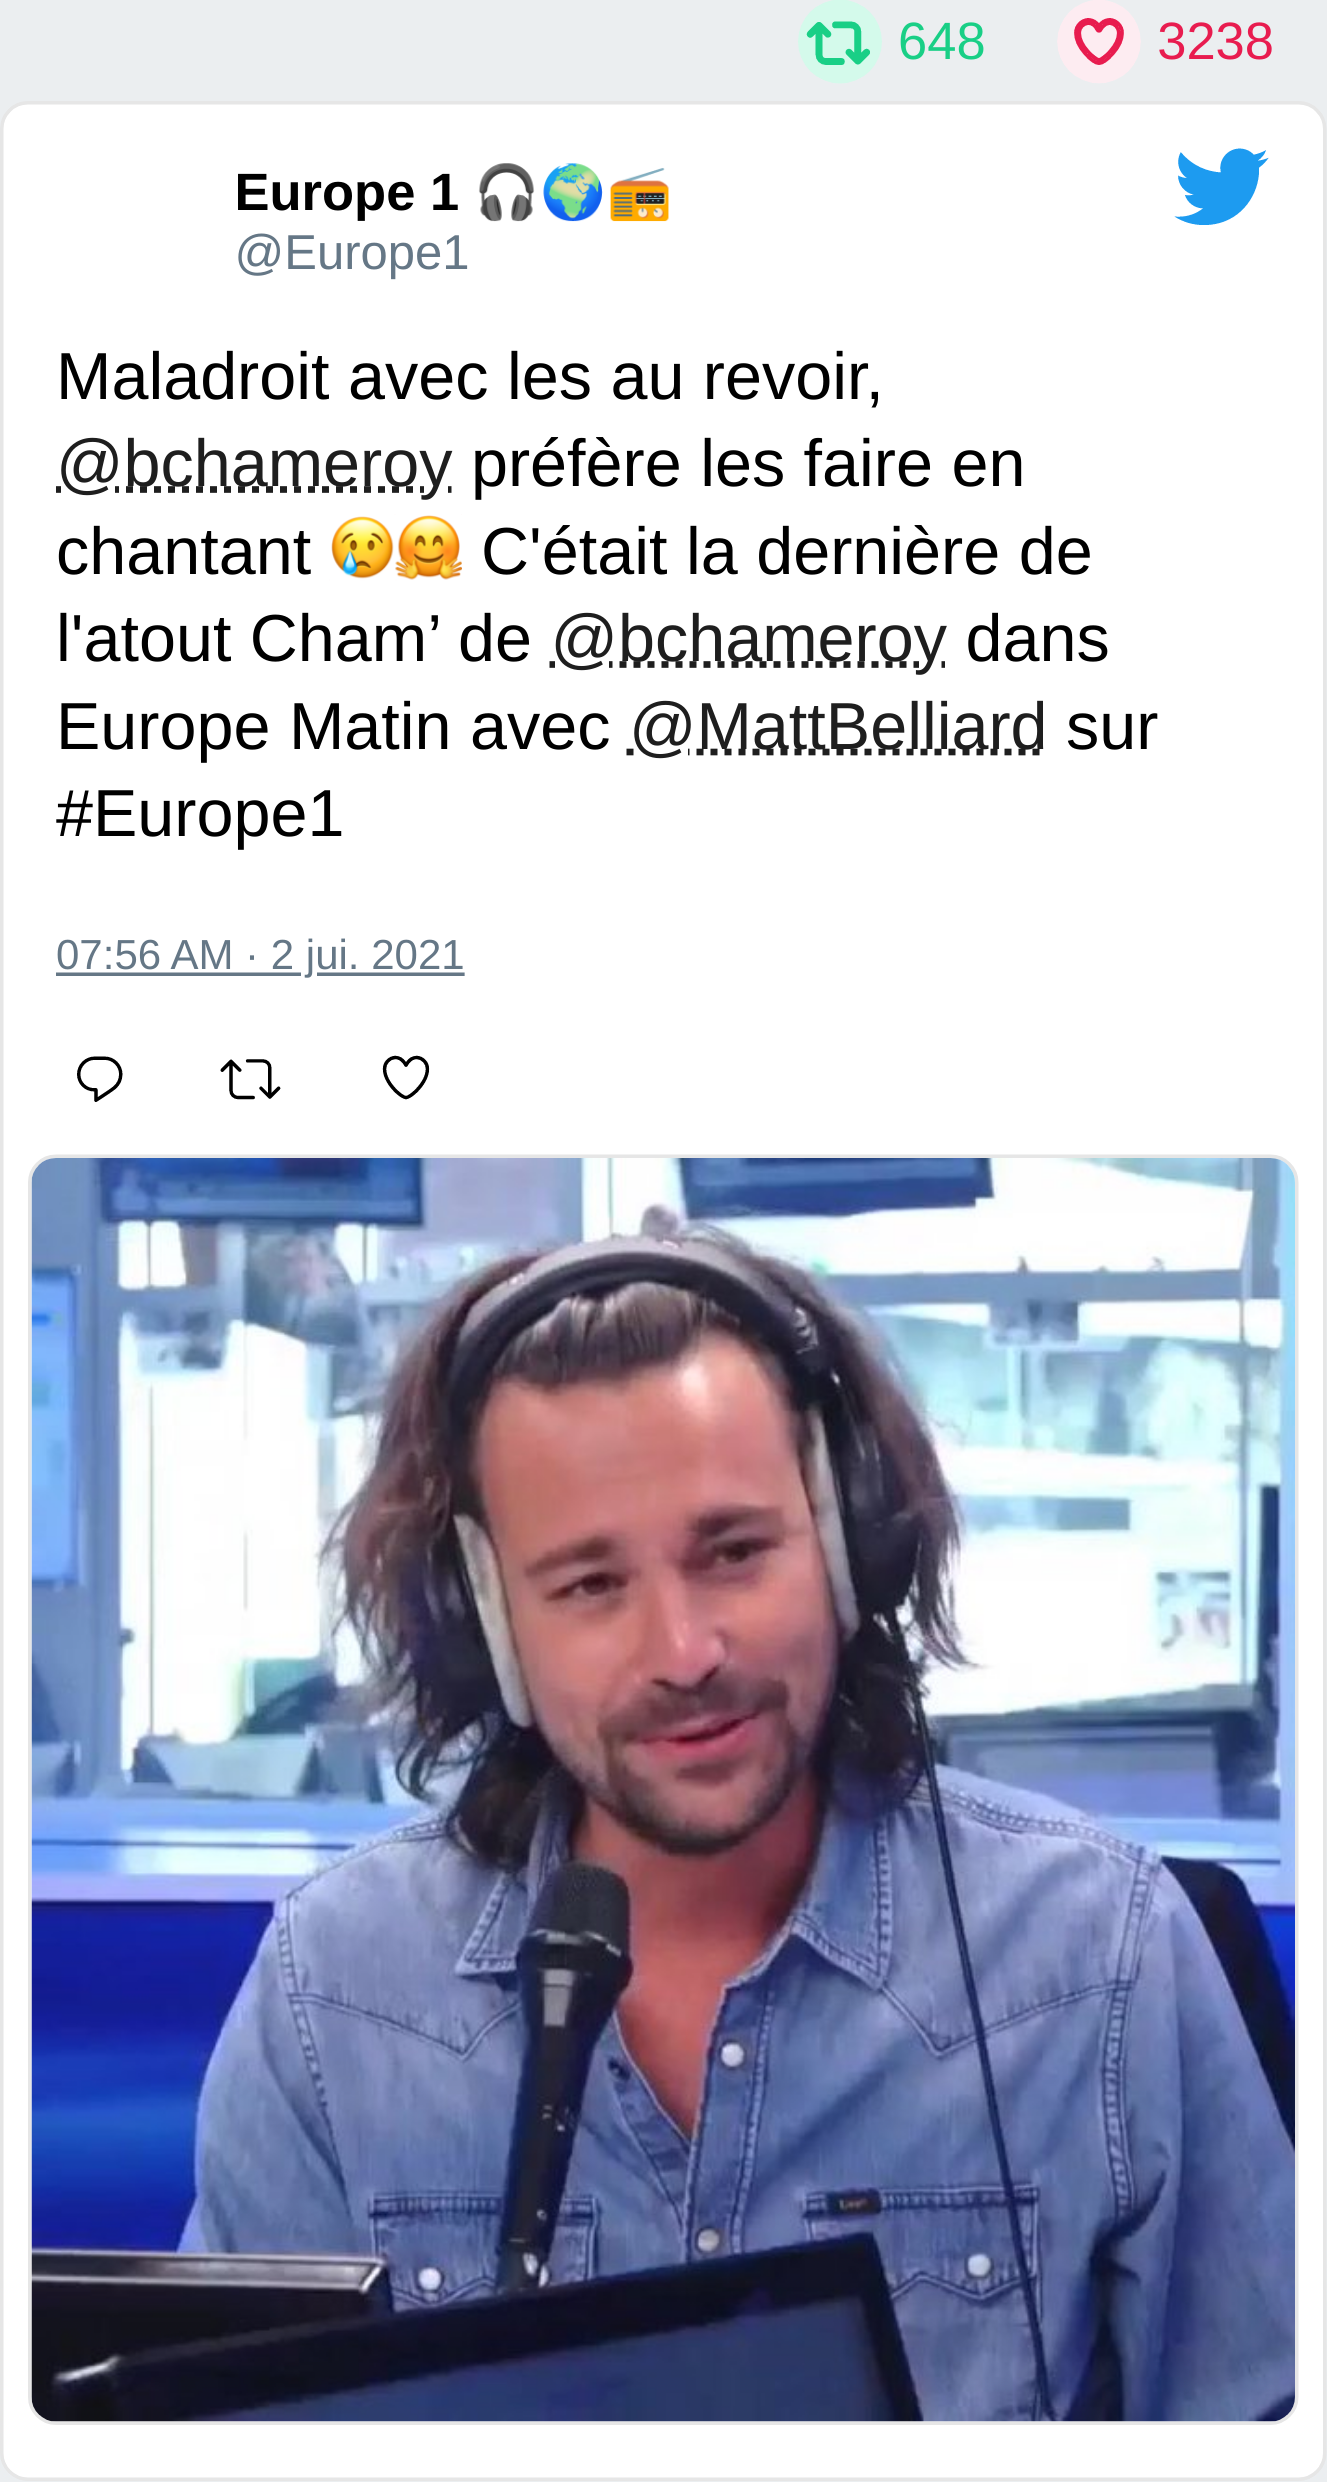 648 3238
Europe 1 🎧🌍📻
@Europe1
Maladroit avec les au revoir,
@bchameroy préfère les faire en
chantant 😢🤗 C'était la dernière de
l'atout Cham’ de @bchameroy dans
Europe Matin avec @MattBelliard sur
#Europe1
07:56 AM · 2 jui. 2021